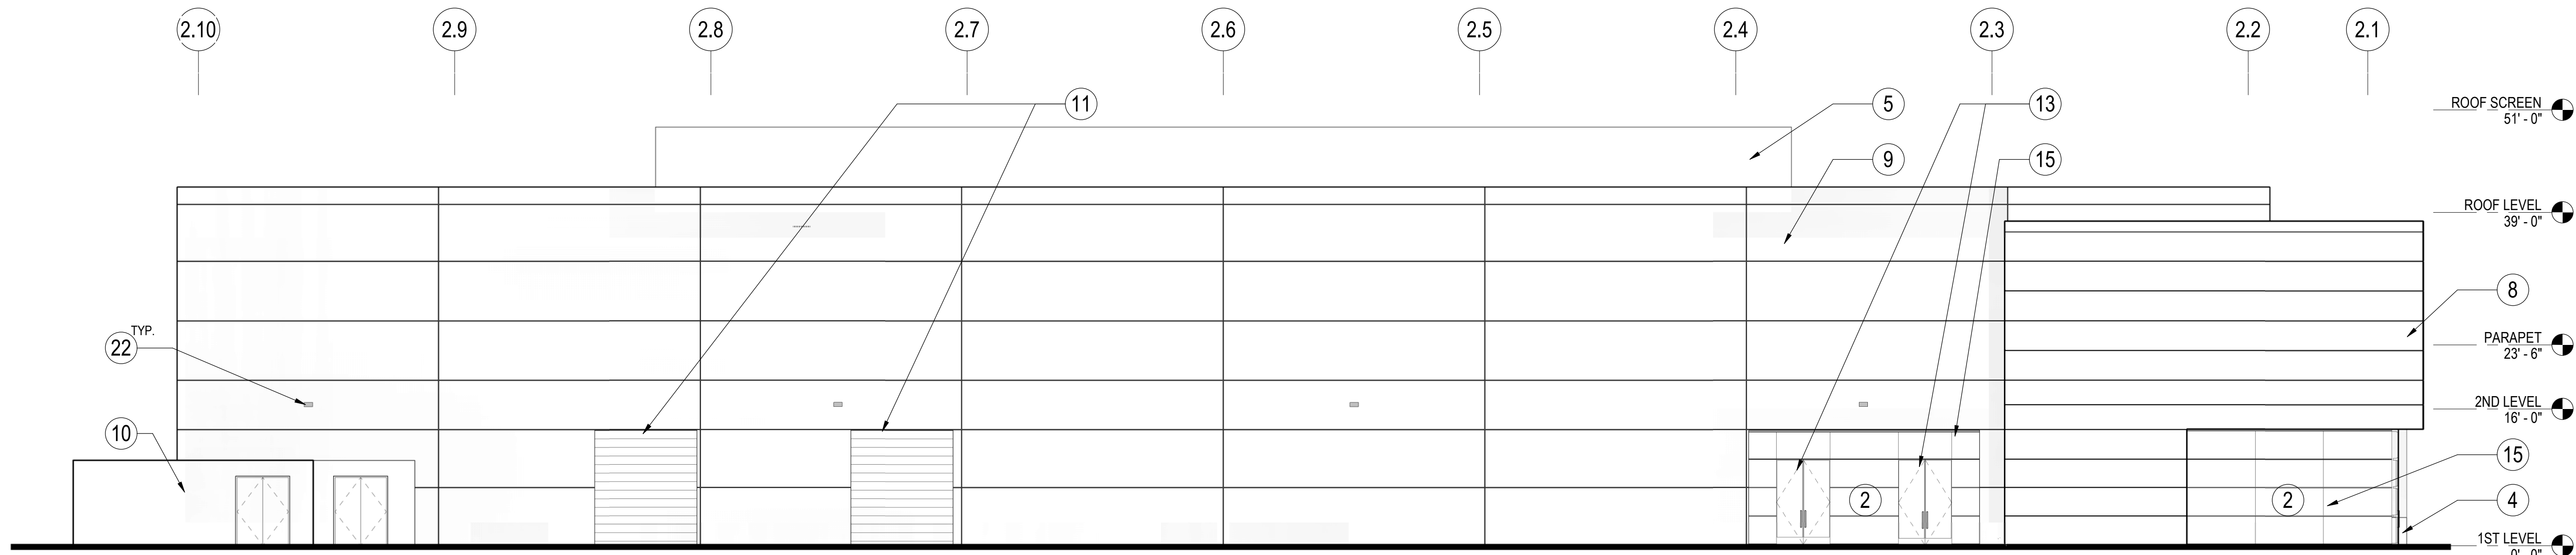 2.10 2.9 2.8 2.7 2.6 2.5 2.4 2.3 2.2 2.1
11 5 13
ROOF SCREEN
51' - 0"
9 15
ROOF LEVEL
39' - 0"
8
TYP.
22
PARAPET
23' - 6"
2ND LEVEL
16' - 0"
10
15
2 2 4
1ST LEVEL
0' - 0"